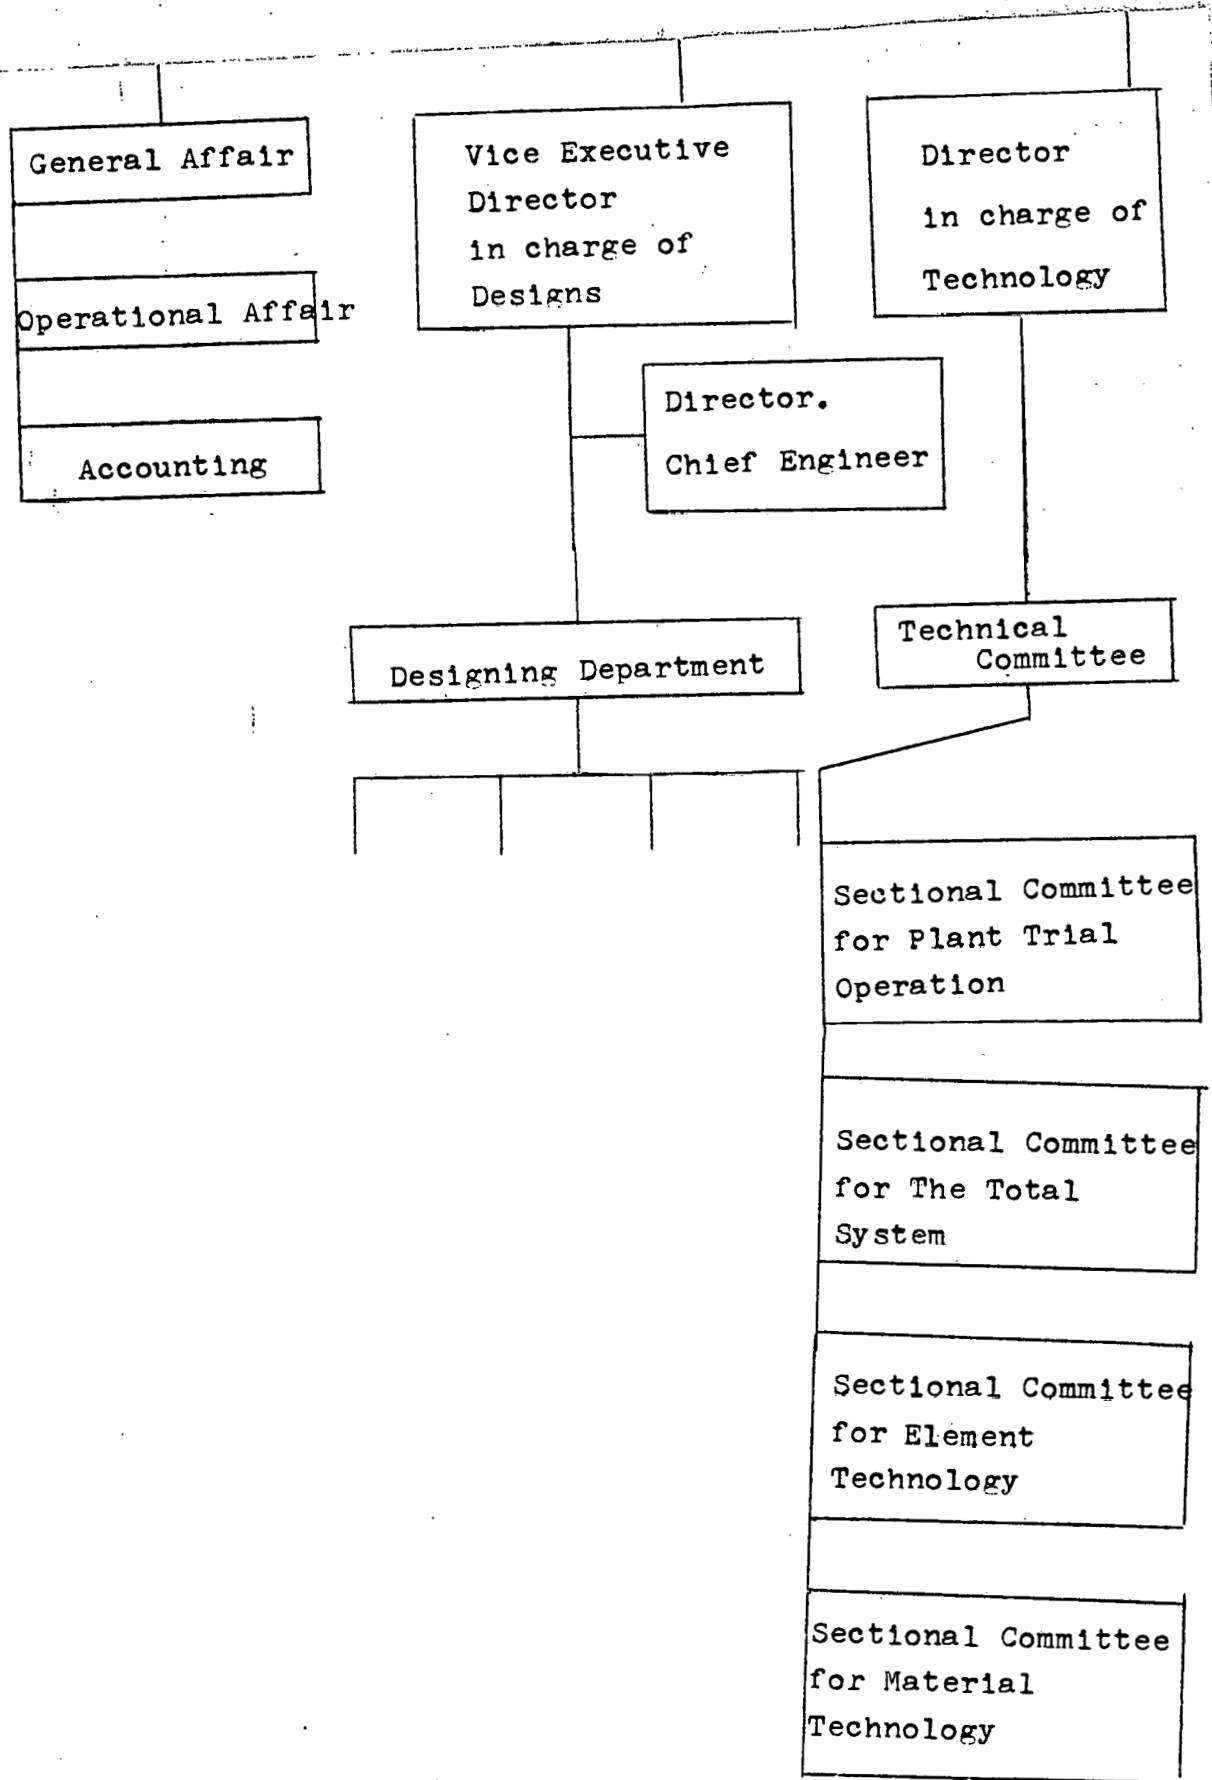 General Affair
Operational Affair
Accounting
Vice Executive
Director
in charge of
Designs
Director
in charge of
Technology
Director.
Chief Engineer
Designing Department
Technical
Committee
Sectional Committee
for Plant Trial
Operation
Sectional Committee
for The Total
System
Sectional Committee
for Element
Technology
Sectional Committee
for Material
Technology